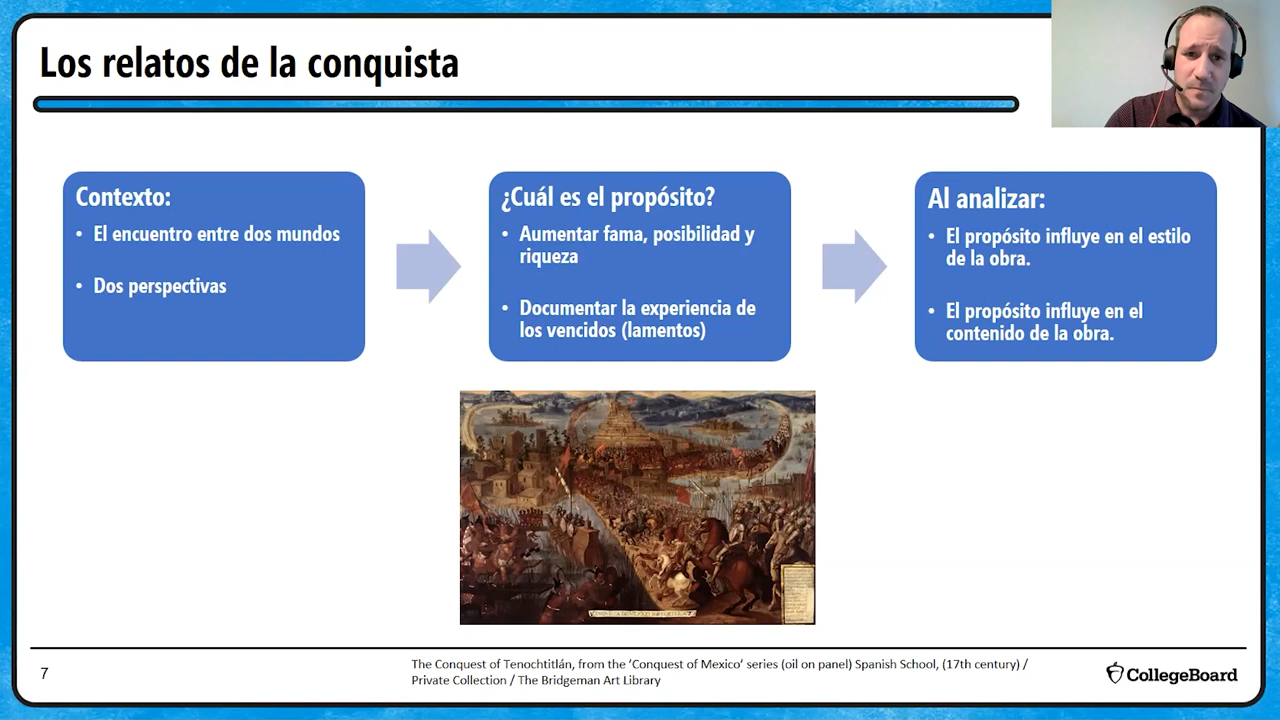 Los relatos de la conquista
Contexto:
• El encuentro entre dos mundos
• Dos perspectivas
¿Cuál es el propósito?
• Aumentar fama, posibilidad y
riqueza
• Documentar la experiencia de
los vencidos (lamentos)
Al analizar:
• El propósito influye en el estilo
de la obra.
• El propósito influye en el
contenido de la obra.
7
The Conquest of Tenochtitlán, from the 'Conquest of Mexico' series (oil on panel) Spanish School, (17th century) /
Private Collection / The Bridgeman Art Library
CollegeBoard